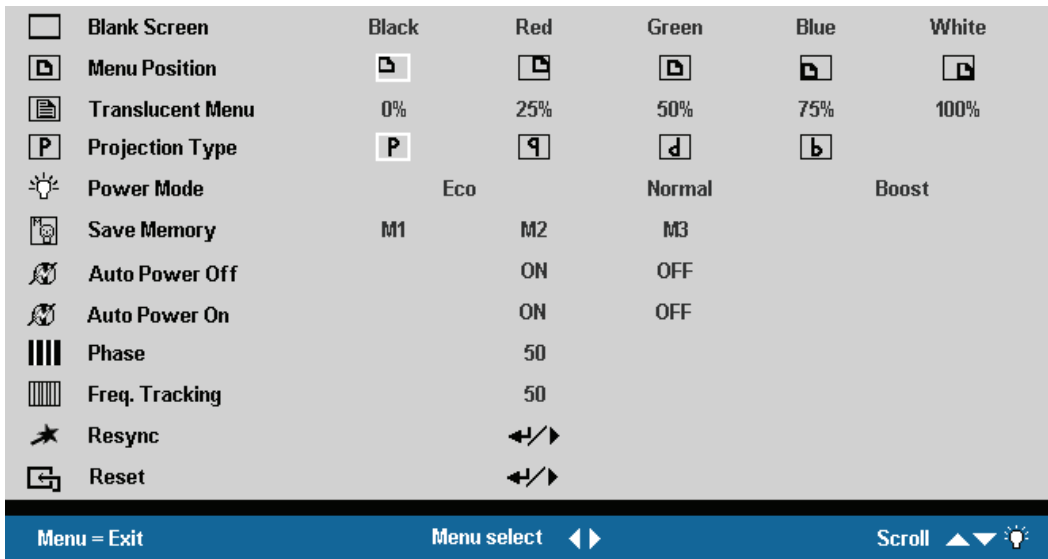 Blank Screen Black Red Green Blue White
Menu Position
Translucent Menu 0% 25% 50% 75% 100%
P Projection Type P q d b
Power Mode Eco Normal Boost
M Save Memory M1 M2 M3
Auto Power Off ON OFF
Auto Power On ON OFF
Phase 50
Freq. Tracking 50
Resync ↵/▶
Reset ↵/▶
Menu = Exit Menu select ◀▶ Scroll ▲▼